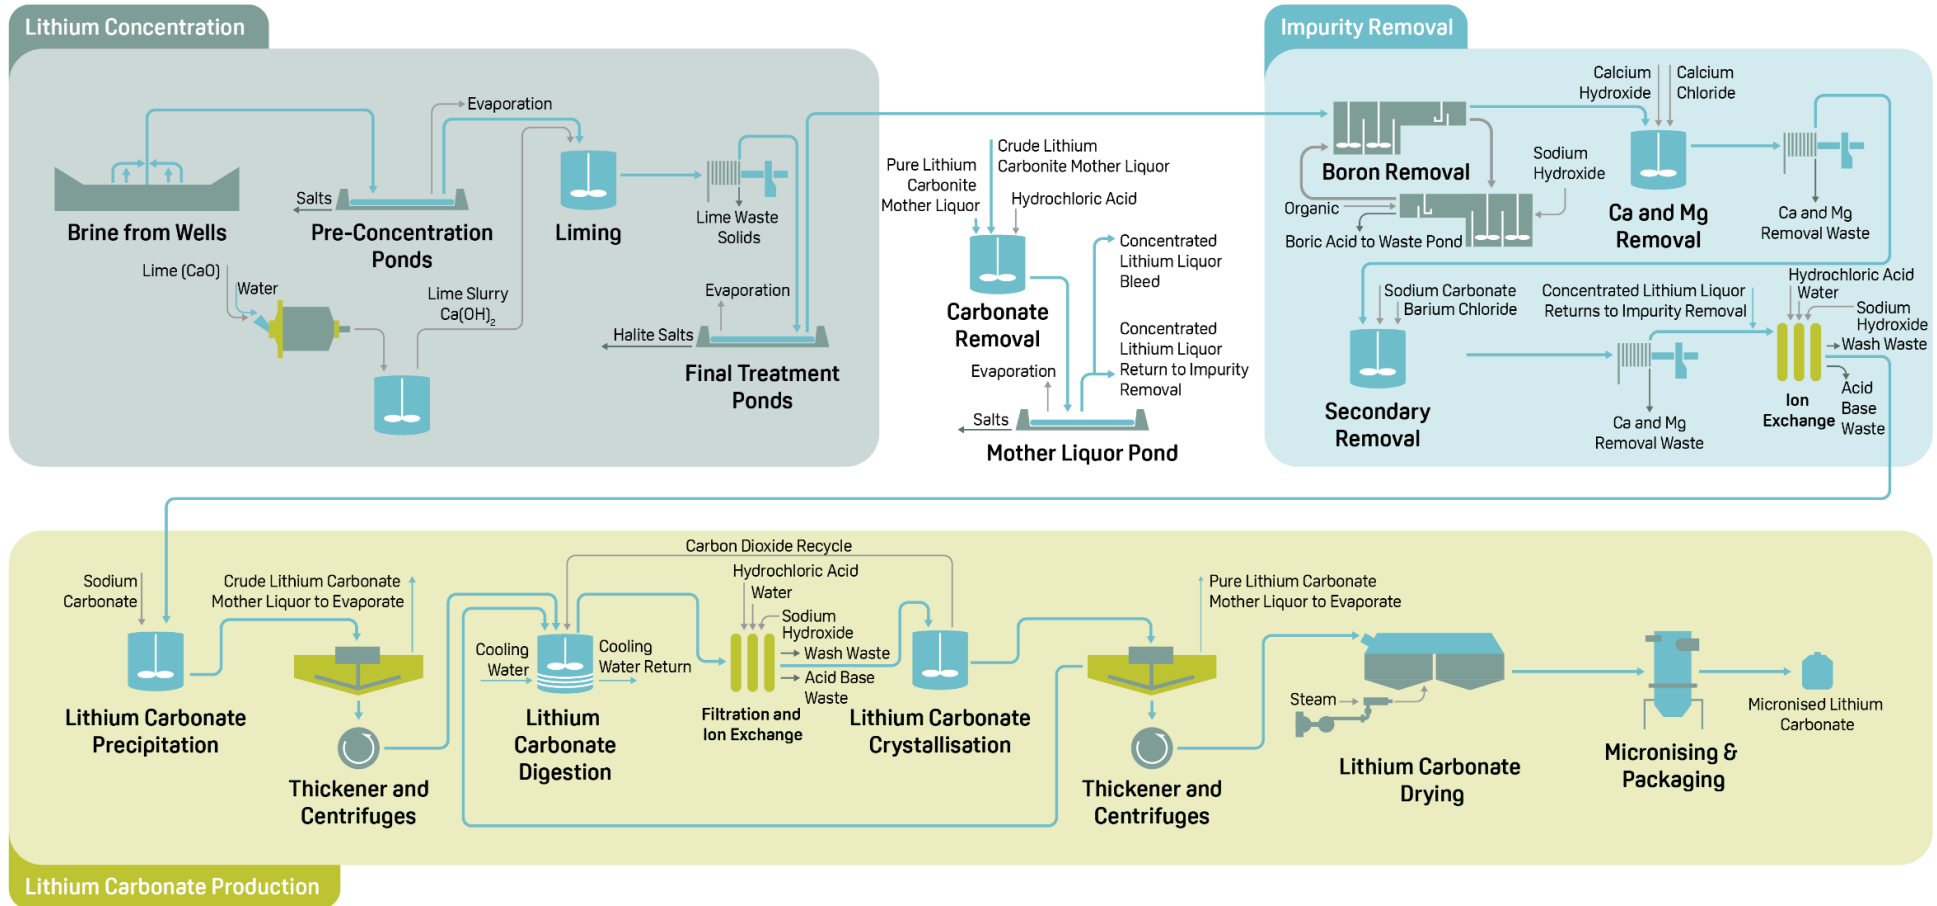 Lithium Concentration
Evaporation
Brine from Wells
Salts
Pre-Concentration
Ponds
Liming
Lime Waste
Solids
Lime (CaO)
Water
Lime Slurry
Ca(OH)₂
Evaporation
Halite Salts
Final Treatment
Ponds
Pure Lithium
Carbonite
Mother Liquor
Crude Lithium
Carbonite Mother Liquor
Hydrochloric Acid
Carbonate
Removal
Concentrated
Lithium Liquor
Bleed
Concentrated
Lithium Liquor
Return to Impurity
Removal
Evaporation
Salts
Mother Liquor Pond
Impurity Removal
Calcium
Hydroxide
Calcium
Chloride
Boron Removal
Sodium
Hydroxide
Organic
Boric Acid to Waste Pond
Ca and Mg
Removal
Ca and Mg
Removal Waste
Sodium Carbonate
Barium Chloride
Secondary
Removal
Concentrated Lithium Liquor
Returns to Impurity Removal
Ca and Mg
Removal Waste
Hydrochloric Acid
Water
Sodium
Hydroxide
Wash Waste
Ion
Exchange
Acid
Base
Waste
Sodium
Carbonate
Lithium Carbonate
Precipitation
Crude Lithium Carbonate
Mother Liquor to Evaporate
Thickener and
Centrifuges
Carbon Dioxide Recycle
Cooling
Water
Cooling
Water Return
Lithium
Carbonate
Digestion
Hydrochloric Acid
Water
Sodium
Hydroxide
Wash Waste
Acid Base
Waste
Filtration and
Ion Exchange
Lithium Carbonate
Crystallisation
Pure Lithium Carbonate
Mother Liquor to Evaporate
Thickener and
Centrifuges
Steam
Lithium Carbonate
Drying
Micronising &
Packaging
Micronised Lithium
Carbonate
Lithium Carbonate Production